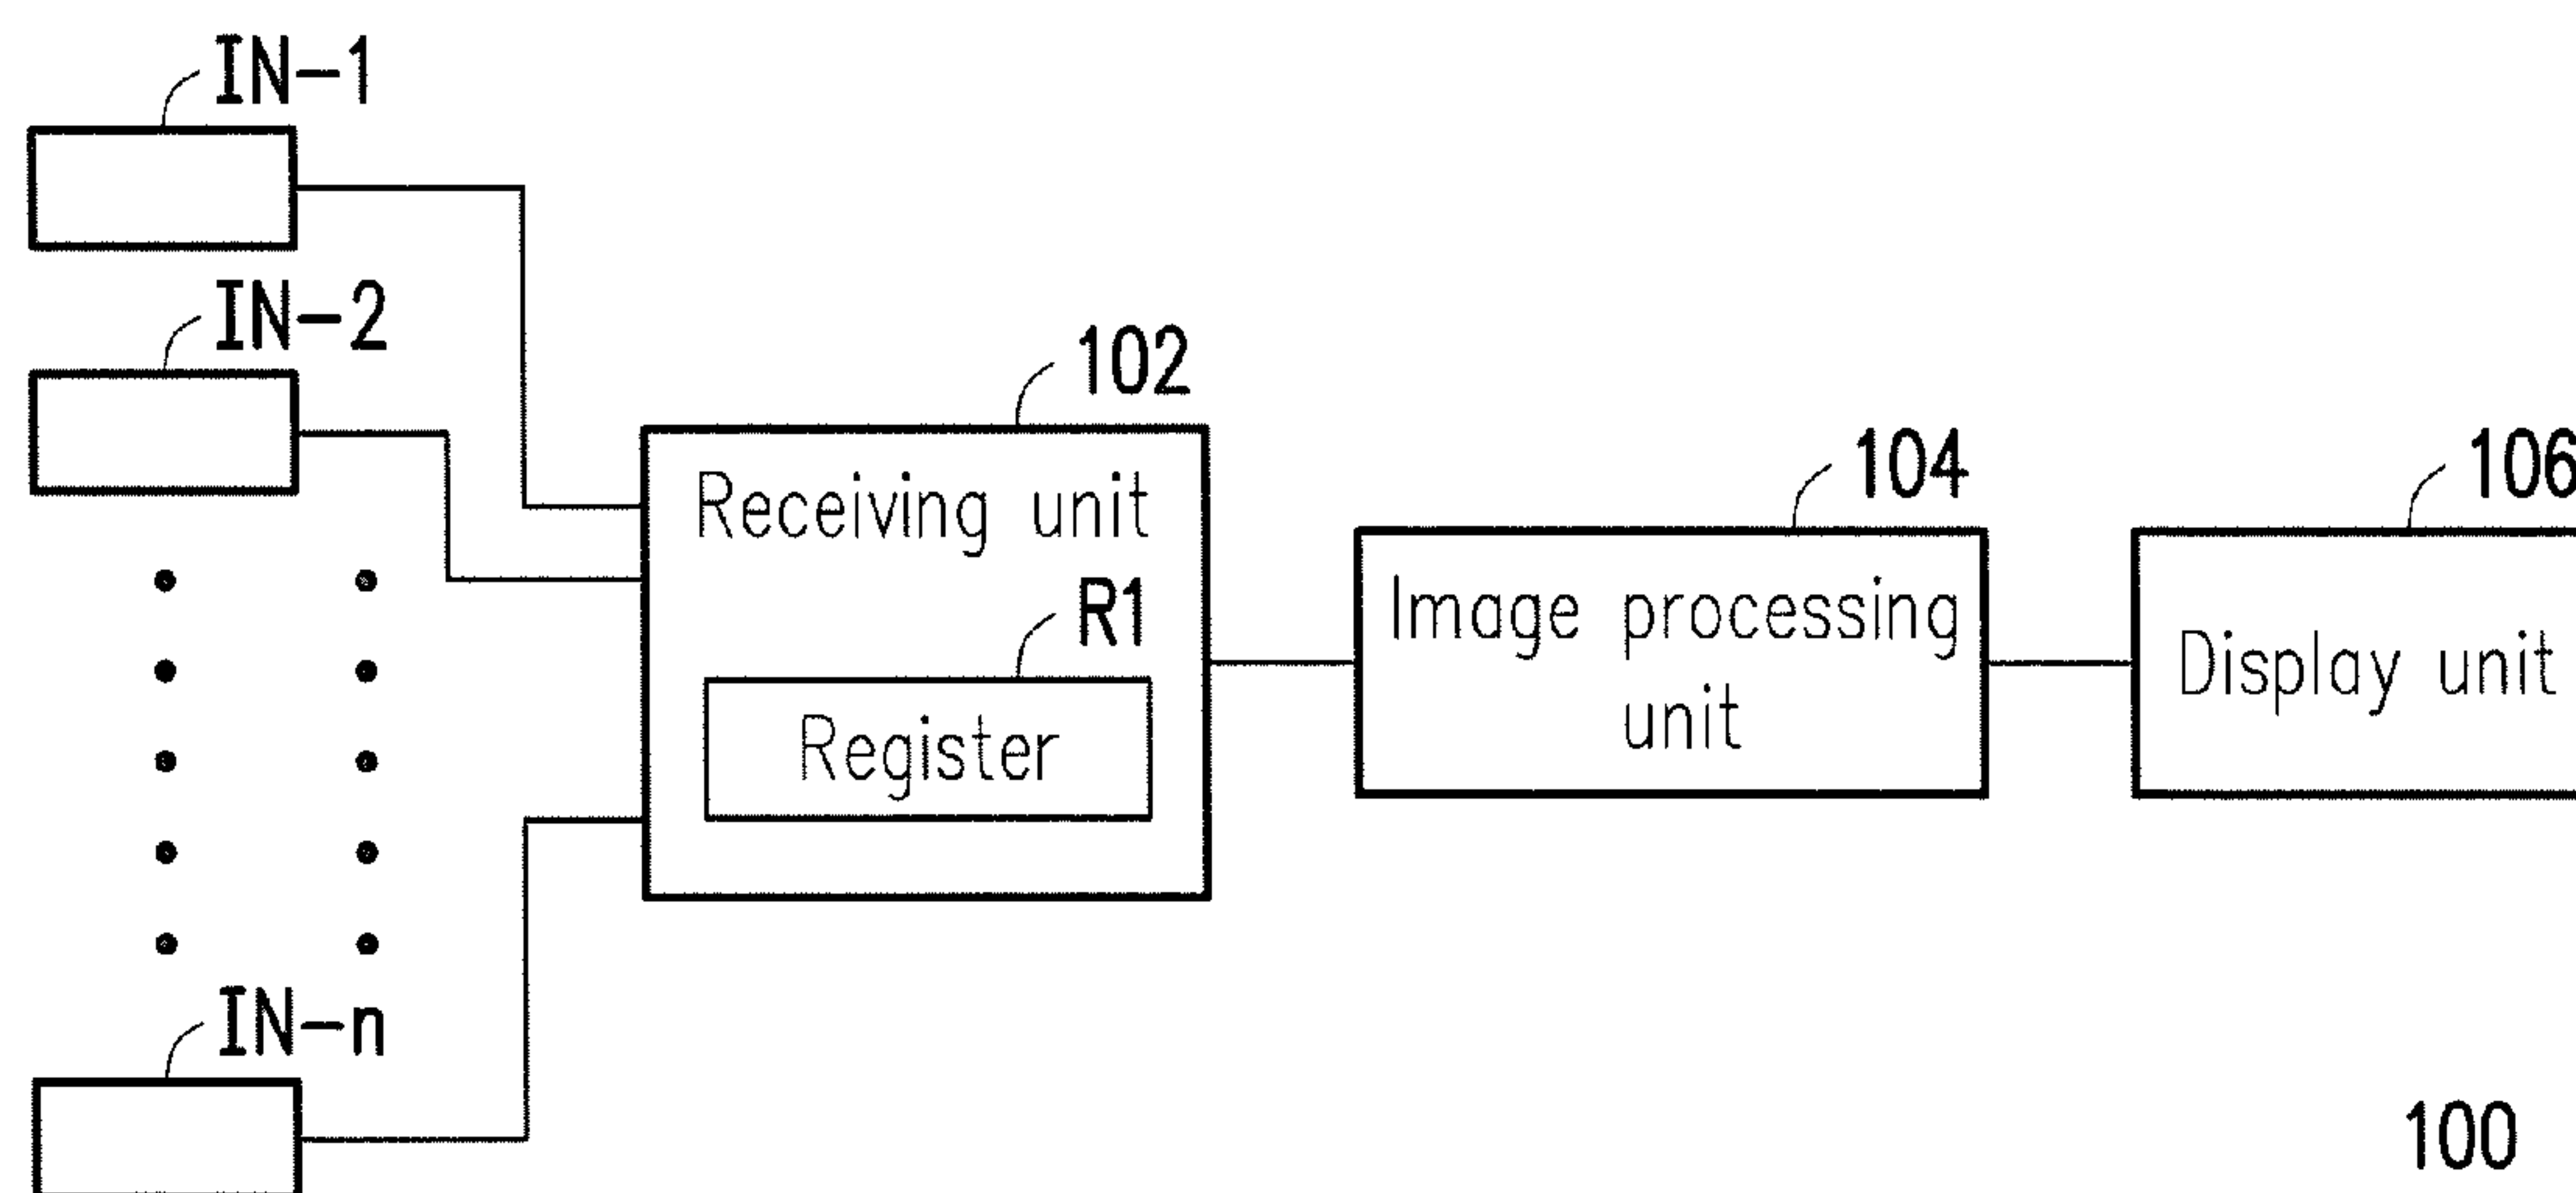 IN-1
IN-2
102
Receiving unit
R1
Register
104
Image processing
unit
106
Display unit
IN-n
100